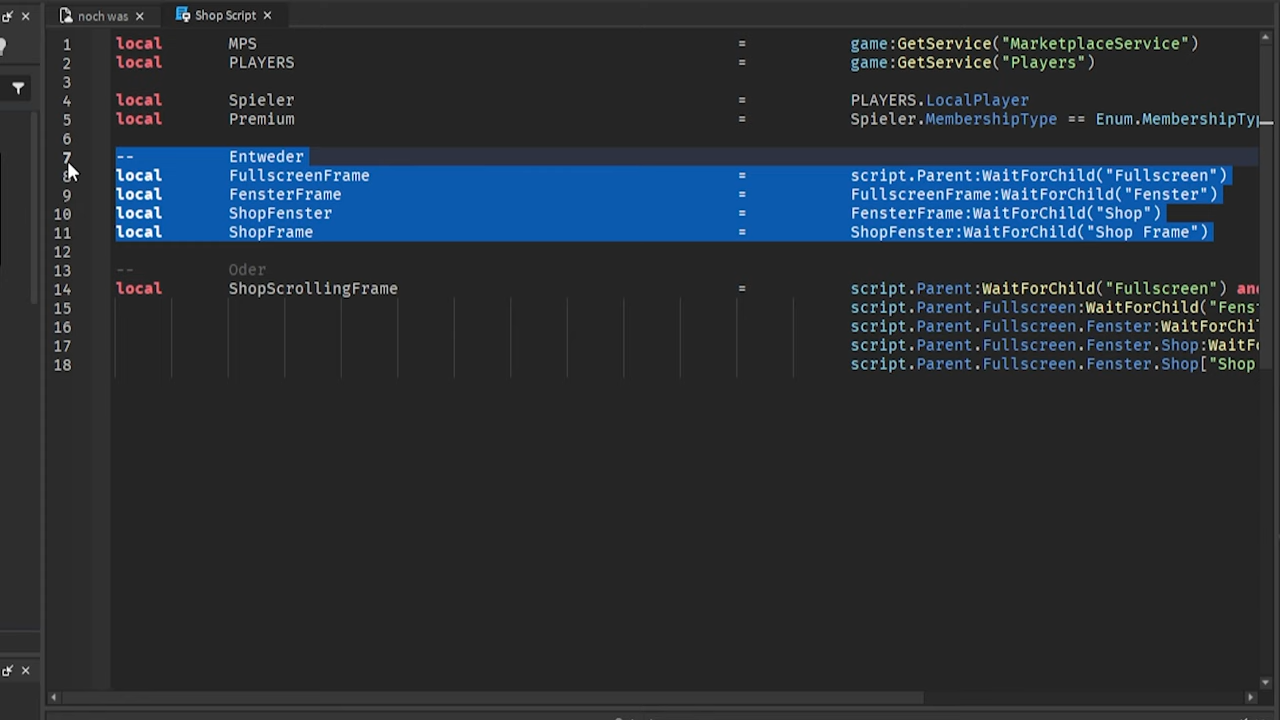 noch was Shop Script
1 local MPS = game:GetService("MarketplaceService")
2 local PLAYERS = game:GetService("Players")
3
4 local Spieler = PLAYERS.LocalPlayer
5 local Premium = Spieler.MembershipType == Enum.MembershipTyp
6
7 -- Entweder
8 local FullscreenFrame = script.Parent:WaitForChild("Fullscreen")
9 local FensterFrame = FullscreenFrame:WaitForChild("Fenster")
10 local ShopFenster = FensterFrame:WaitForChild("Shop")
11 local ShopFrame = ShopFenster:WaitForChild("Shop Frame")
12
13 -- Oder
14 local ShopScrollingFrame = script.Parent:WaitForChild("Fullscreen") and
15 script.Parent.Fullscreen:WaitForChild("Fens
16 script.Parent.Fullscreen.Fenster:WaitForChi
17 script.Parent.Fullscreen.Fenster.Shop:WaitFo
18 script.Parent.Fullscreen.Fenster.Shop["Shop